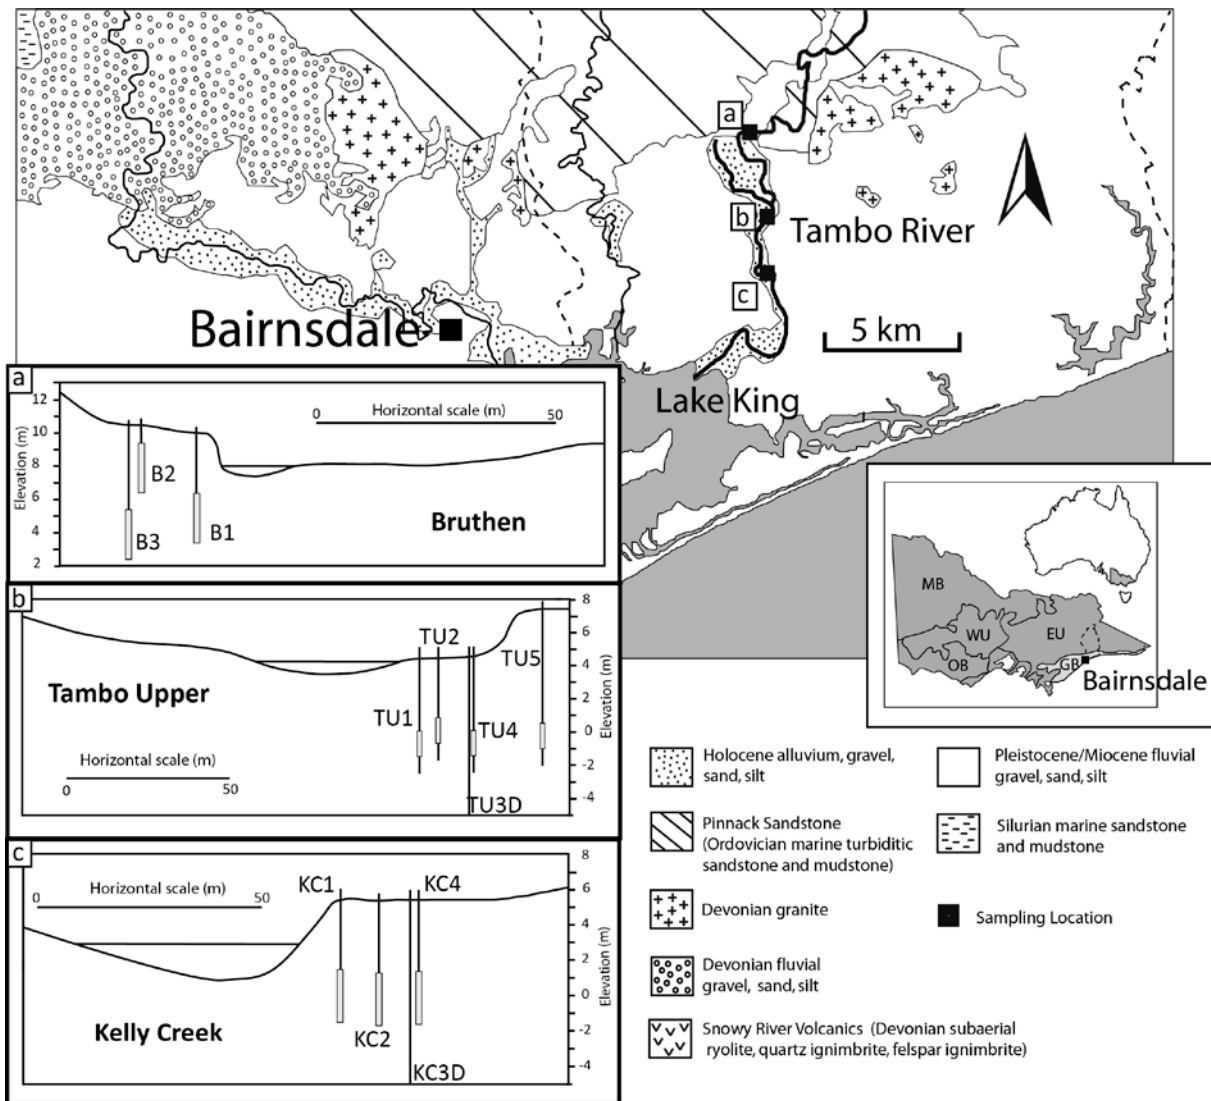 a
b
Tambo River
c
5 km
Bairnsdale
Lake King
a
12
10
8
6
4
2
Elevation (m)
0 Horizontal scale (m) 50
B2
B3
B1
Bruthen
b
8
6
4
2
0
-2
-4
Elevation (m)
TU2
TU5
TU1
TU4
TU3D
Tambo Upper
Horizontal scale (m)
0 50
c
8
6
4
2
0
-2
-4
Elevation (m)
Horizontal scale (m)
0 50
KC1 KC4
KC2
KC3D
Kelly Creek
MB
WU
EU
OB
GB
Bairnsdale
Holocene alluvium, gravel,
sand, silt
Pinnack Sandstone
(Ordovician marine turbiditic
sandstone and mudstone)
Devonian granite
Devonian fluvial
gravel, sand, silt
Snowy River Volcanics (Devonian subaerial
ryolite, quartz ignimbrite, felspar ignimbrite)
Pleistocene/Miocene fluvial
gravel, sand, silt
Silurian marine sandstone
and mudstone
Sampling Location